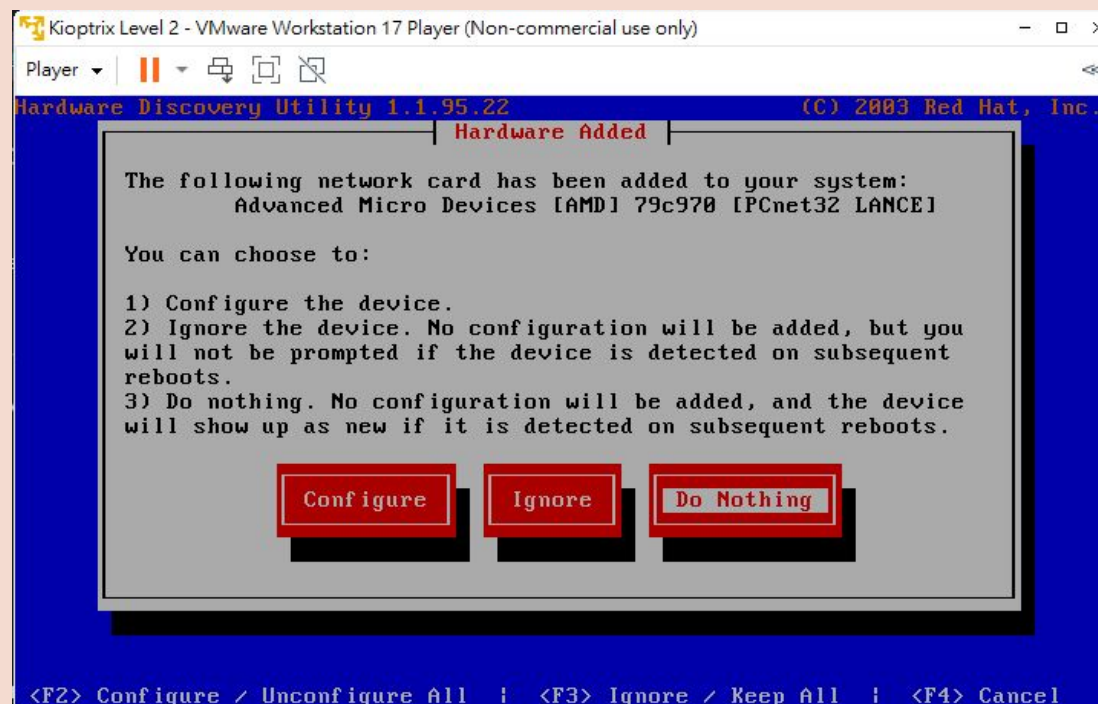 Kioptrix Level 2 - VMware Workstation 17 Player (Non-commercial use only)
Player
Hardware Discovery Utility 1.1.95.22 (C) 2003 Red Hat, Inc.
Hardware Added
The following network card has been added to your system:
Advanced Micro Devices [AMD] 79c970 [PCnet32 LANCE]
You can choose to:
1) Configure the device.
2) Ignore the device. No configuration will be added, but you
will not be prompted if the device is detected on subsequent
reboots.
3) Do nothing. No configuration will be added, and the device
will show up as new if it is detected on subsequent reboots.
Configure Ignore Do Nothing
<F2> Configure / Unconfigure All | <F3> Ignore / Keep All | <F4> Cancel